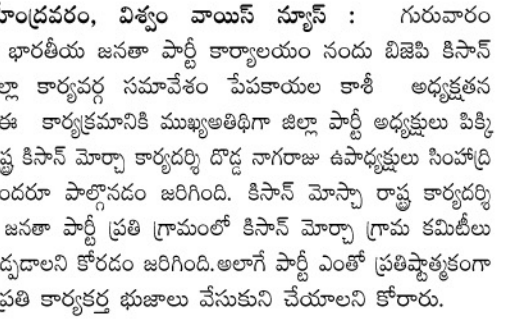 హేంద్రవరం, విశ్వం వాయిస్ న్యూస్ : గురువారం
భారతీయ జనతా పార్టీ కార్యాలయం నందు బిజెపి కిసాన్
ల్లా కార్యవర్గ సమావేశం పేపకాయల కాశీ అధ్యక్షతన
ఈ కార్యక్రమానికి ముఖ్యఅతిథిగా జిల్లా పార్టీ అధ్యక్షులు పిక్కి
ష్ట్ర కిసాన్ మోర్చా కార్యదర్శి దొడ్డ నాగరాజు ఉపాధ్యక్షులు సింహాద్రి
ందరూ పాల్గొనడం జరిగింది. కిసాన్ మోస్చా రాష్ట్ర కార్యదర్శి
జనతా పార్టీ ప్రతి గ్రామంలో కిసాన్ మోర్చా గ్రామ కమిటీలు
డ్పడాలని కోరడం జరిగింది.అలాగే పార్టీ ఎంతో ప్రతిష్టాత్మకంగా
ప్రతి కార్యకర్త భుజాలు వేసుకుని చేయాలని కోరారు.